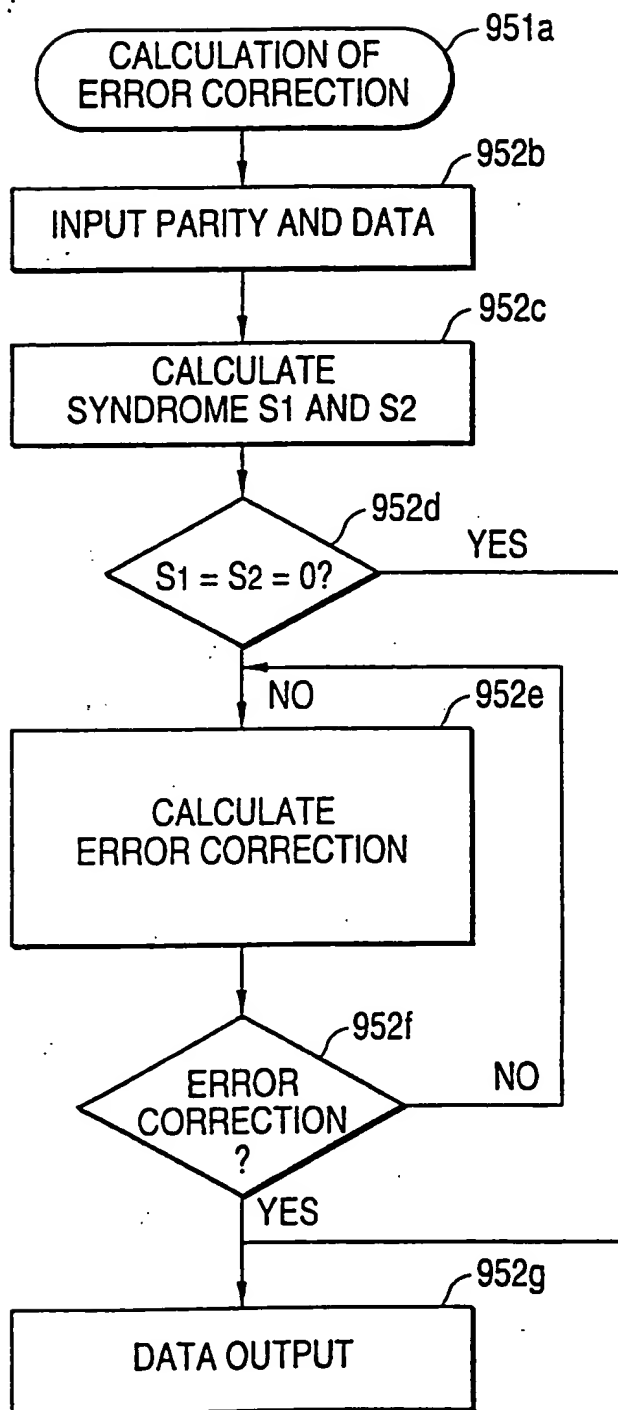 951a
CALCULATION OF
ERROR CORRECTION
952b
INPUT PARITY AND DATA
952c
CALCULATE
SYNDROME S1 AND S2
952d
S1 = S2 = 0?
YES
NO
952e
CALCULATE
ERROR CORRECTION
952f
ERROR
CORRECTION
?
NO
YES
952g
DATA OUTPUT